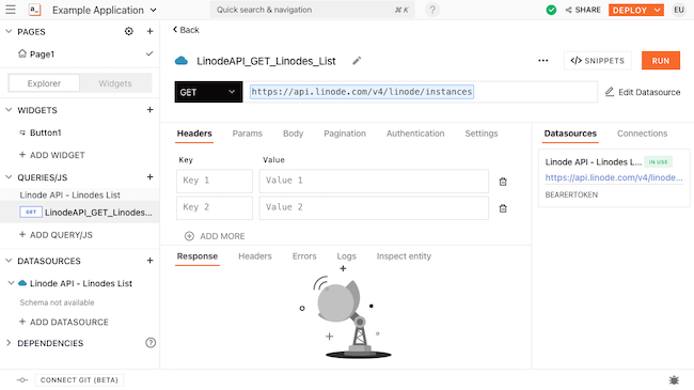 a_
Example Application
Quick search & navigation
⌘ K
?
SHARE
DEPLOY
EU
PAGES
Page1
Explorer
Widgets
WIDGETS
Button1
+ ADD WIDGET
QUERIES/JS
Linode API - Linodes List
GET LinodeAPI_GET_Linodes...
+ ADD QUERY/JS
DATASOURCES
Linode API - Linodes List
Schema not available
+ ADD DATASOURCE
DEPENDENCIES
?
CONNECT GIT (BETA)
< Back
LinodeAPI_GET_Linodes_List
</> SNIPPETS
RUN
GET
https://api.linode.com/v4/linode/instances
Edit Datasource
Headers
Params
Body
Pagination
Authentication
Settings
Key
Value
Key 1
Value 1
Key 2
Value 2
ADD MORE
Response
Headers
Errors
Logs
Inspect entity
Datasources
Connections
Linode API - Linodes L...
IN USE
https://api.linode.com/v4/linode...
BEARERTOKEN